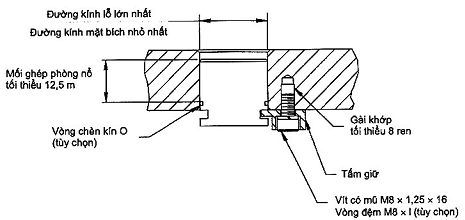 Đường kính lỗ lớn nhất
Đường kính mặt bích nhỏ nhất
Mối ghép phòng nổ
tối thiểu 12,5 m
Vòng chèn kín O
(tùy chọn)
Gài khớp
tối thiểu 8 ren
Tấm giữ
Vít có mũ M8 × 1,25 × 16
Vòng đệm M8 × l (tùy chọn)